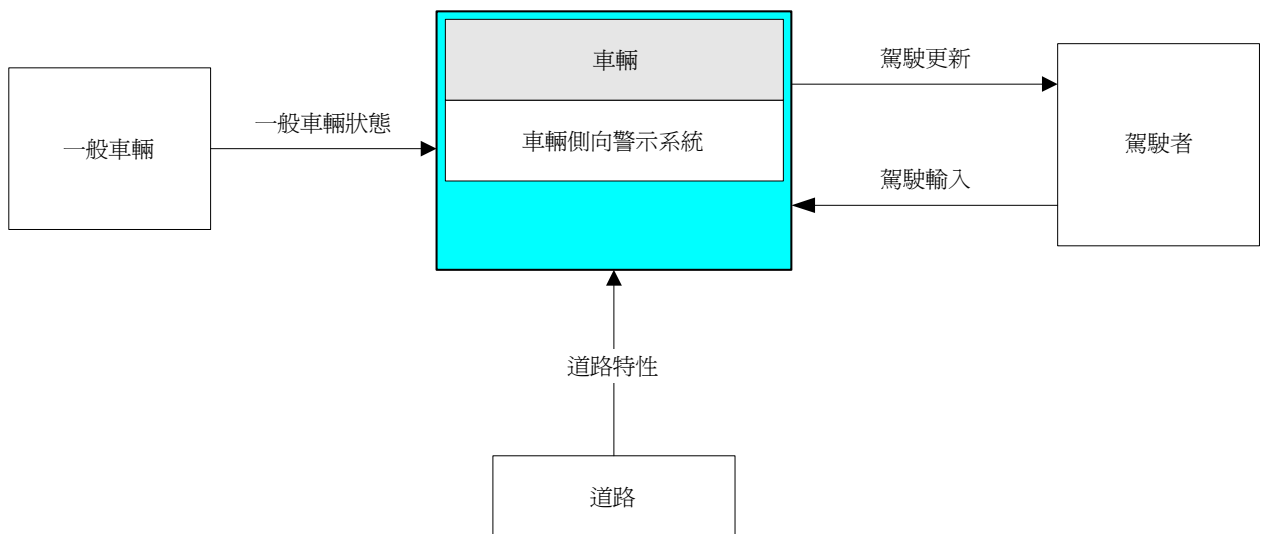 車輛
駕駛更新
一般車輛狀態
車輛側向警示系統
一般車輛
駕駛者
駕駛輸入
道路特性
道路